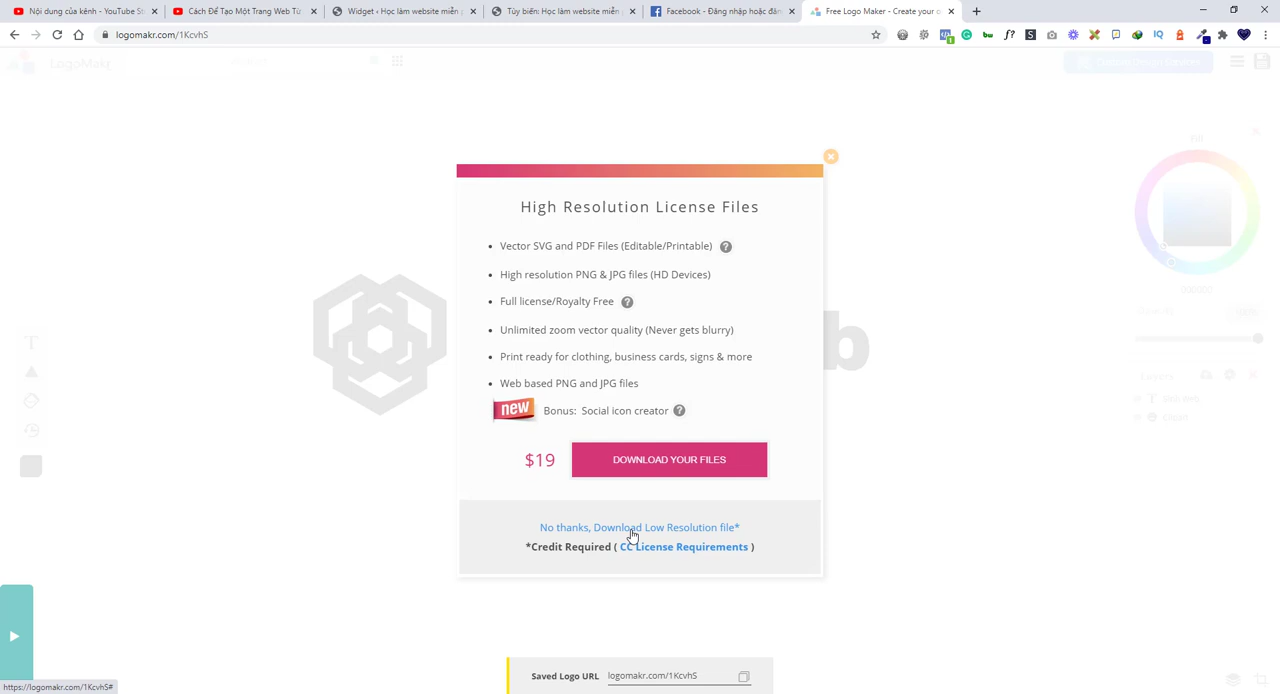 Nội dung của kênh - YouTube St
Cách Để Tạo Một Trang Web Từ
Widget ‹ Học làm website miễn p
Tùy biến: Học làm website miễn
Facebook - Đăng nhập hoặc đăn
Free Logo Maker - Create your o
logomakr.com/1KcvhS
LogoMakr
High Resolution License Files
Vector SVG and PDF Files (Editable/Printable)
High resolution PNG & JPG files (HD Devices)
Full license/Royalty Free
Unlimited zoom vector quality (Never gets blurry)
Print ready for clothing, business cards, signs & more
Web based PNG and JPG files
new Bonus: Social icon creator
$19 DOWNLOAD YOUR FILES
No thanks, Download Low Resolution file*
*Credit Required ( CC License Requirements )
Fill
b
Saved Logo URL logomakr.com/1KcvhS
https://logomakr.com/1KcvhS#